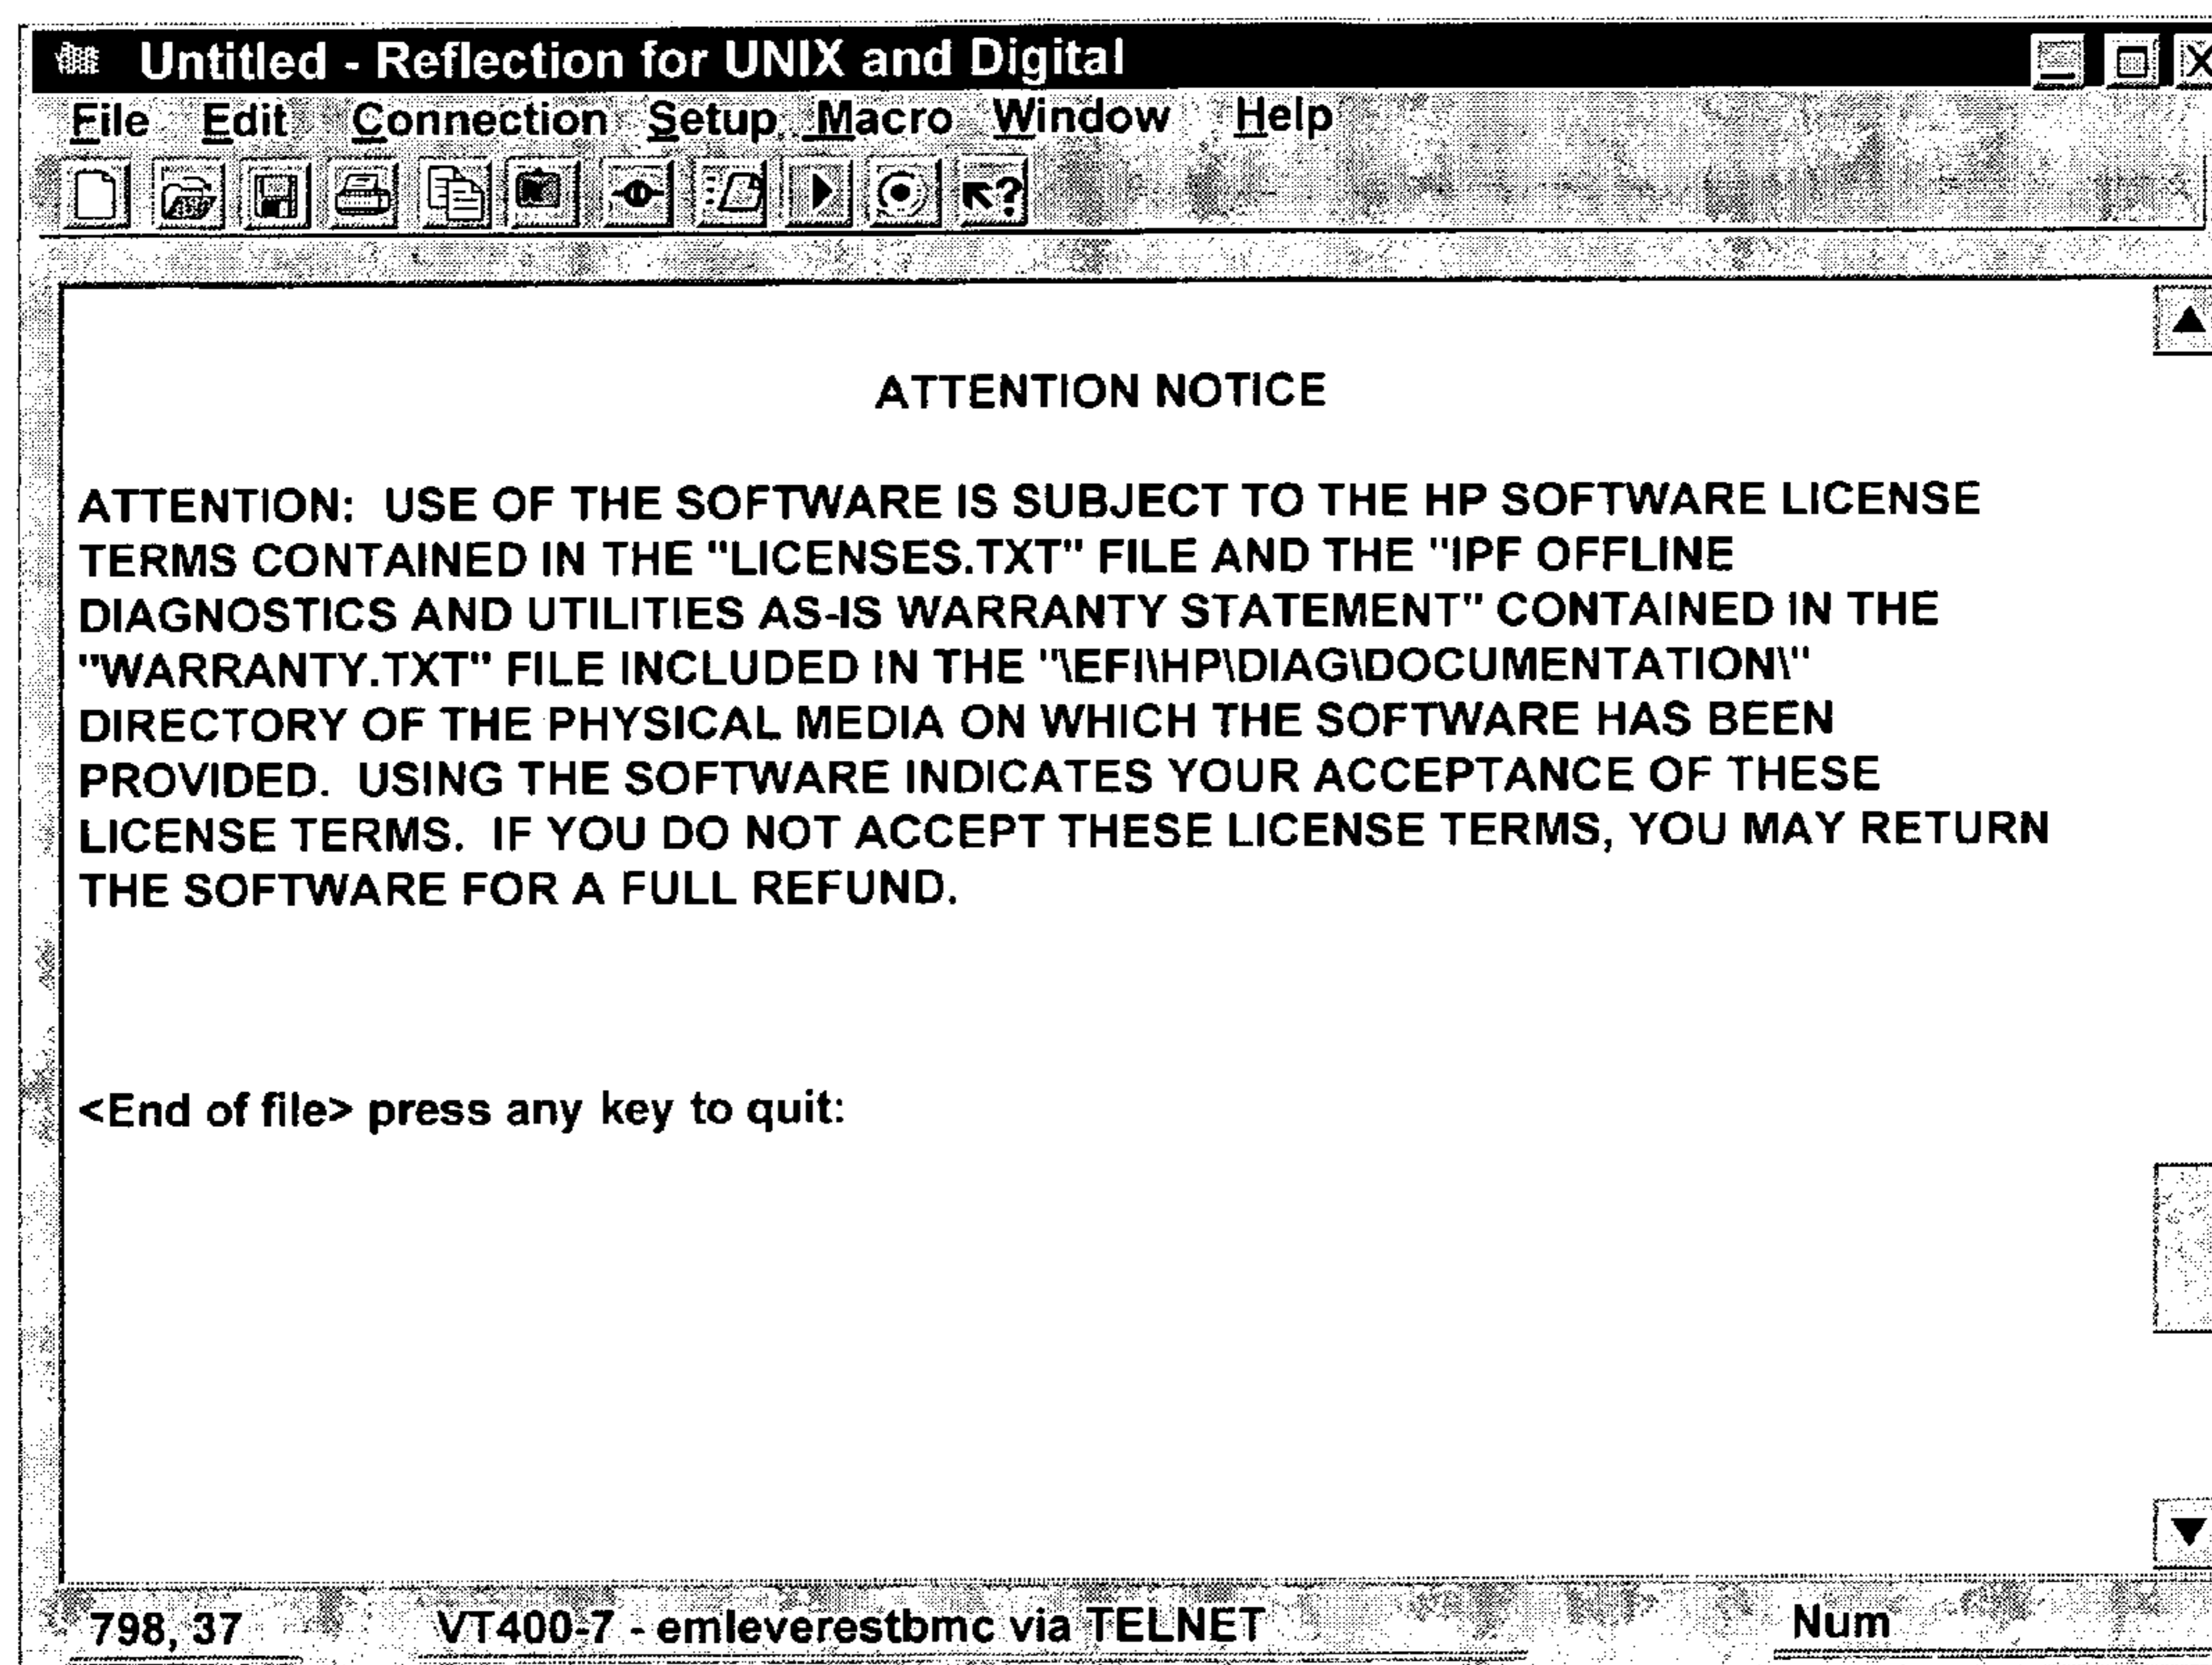 Untitled - Reflection for UNIX and Digital
File Edit Connection Setup Macro Window Help
ATTENTION NOTICE
ATTENTION: USE OF THE SOFTWARE IS SUBJECT TO THE HP SOFTWARE LICENSE
TERMS CONTAINED IN THE "LICENSES.TXT" FILE AND THE "IPF OFFLINE
DIAGNOSTICS AND UTILITIES AS-IS WARRANTY STATEMENT" CONTAINED IN THE
"WARRANTY.TXT" FILE INCLUDED IN THE "\EFI\HP\DIAG\DOCUMENTATION\"
DIRECTORY OF THE PHYSICAL MEDIA ON WHICH THE SOFTWARE HAS BEEN
PROVIDED. USING THE SOFTWARE INDICATES YOUR ACCEPTANCE OF THESE
LICENSE TERMS. IF YOU DO NOT ACCEPT THESE LICENSE TERMS, YOU MAY RETURN
THE SOFTWARE FOR A FULL REFUND.
<End of file> press any key to quit:
798, 37 VT400-7 - emleverestbmc via TELNET Num